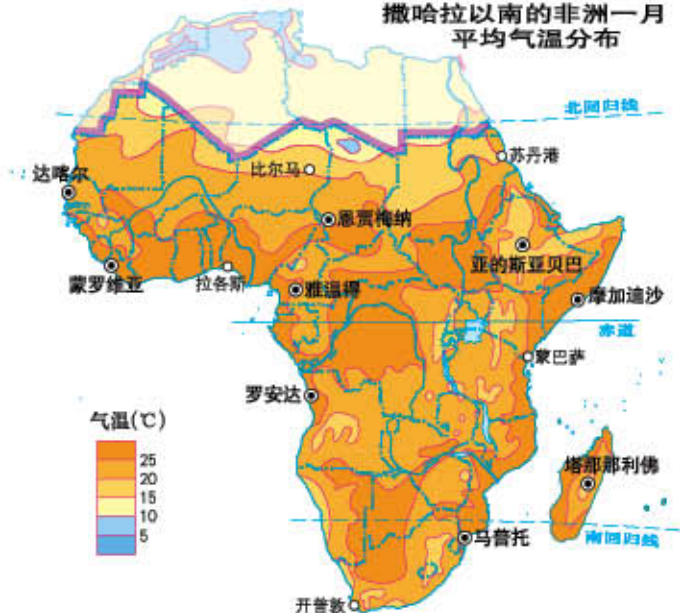 撒哈拉以南的非洲一月
平均气温分布
北回归线
苏丹港
比尔马
达喀尔
恩贾梅纳
亚的斯亚贝巴
蒙罗维亚
拉各斯
雅温得
摩加迪沙
赤道
蒙巴萨
罗安达
气温(℃)
25
20
15
10
5
塔那那利佛
马普托
南回归线
开普敦